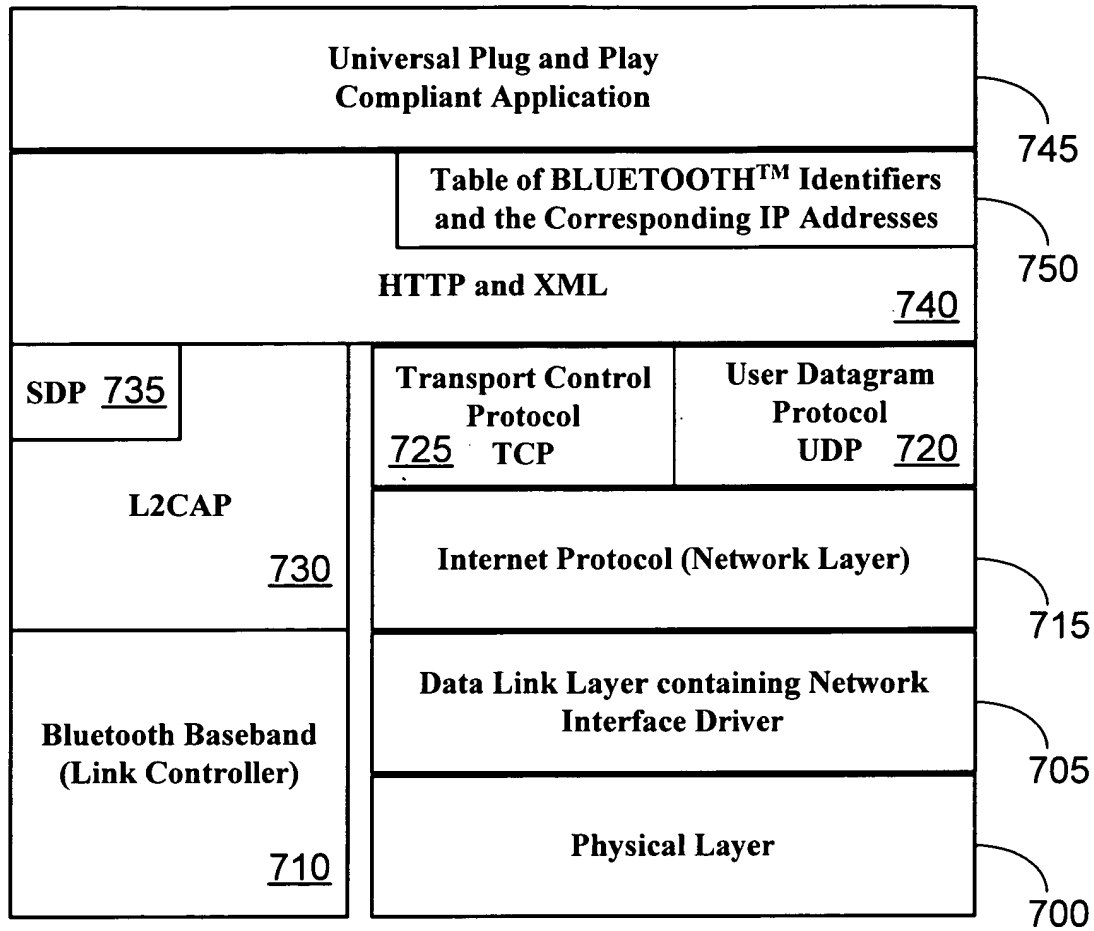 Universal Plug and Play
Compliant Application
745
Table of BLUETOOTH™ Identifiers
and the Corresponding IP Addresses
750
HTTP and XML
740
SDP 735
Transport Control
Protocol
725 TCP
User Datagram
Protocol
UDP 720
L2CAP
730
Internet Protocol (Network Layer)
715
Data Link Layer containing Network
Interface Driver
705
Bluetooth Baseband
(Link Controller)
710
Physical Layer
700